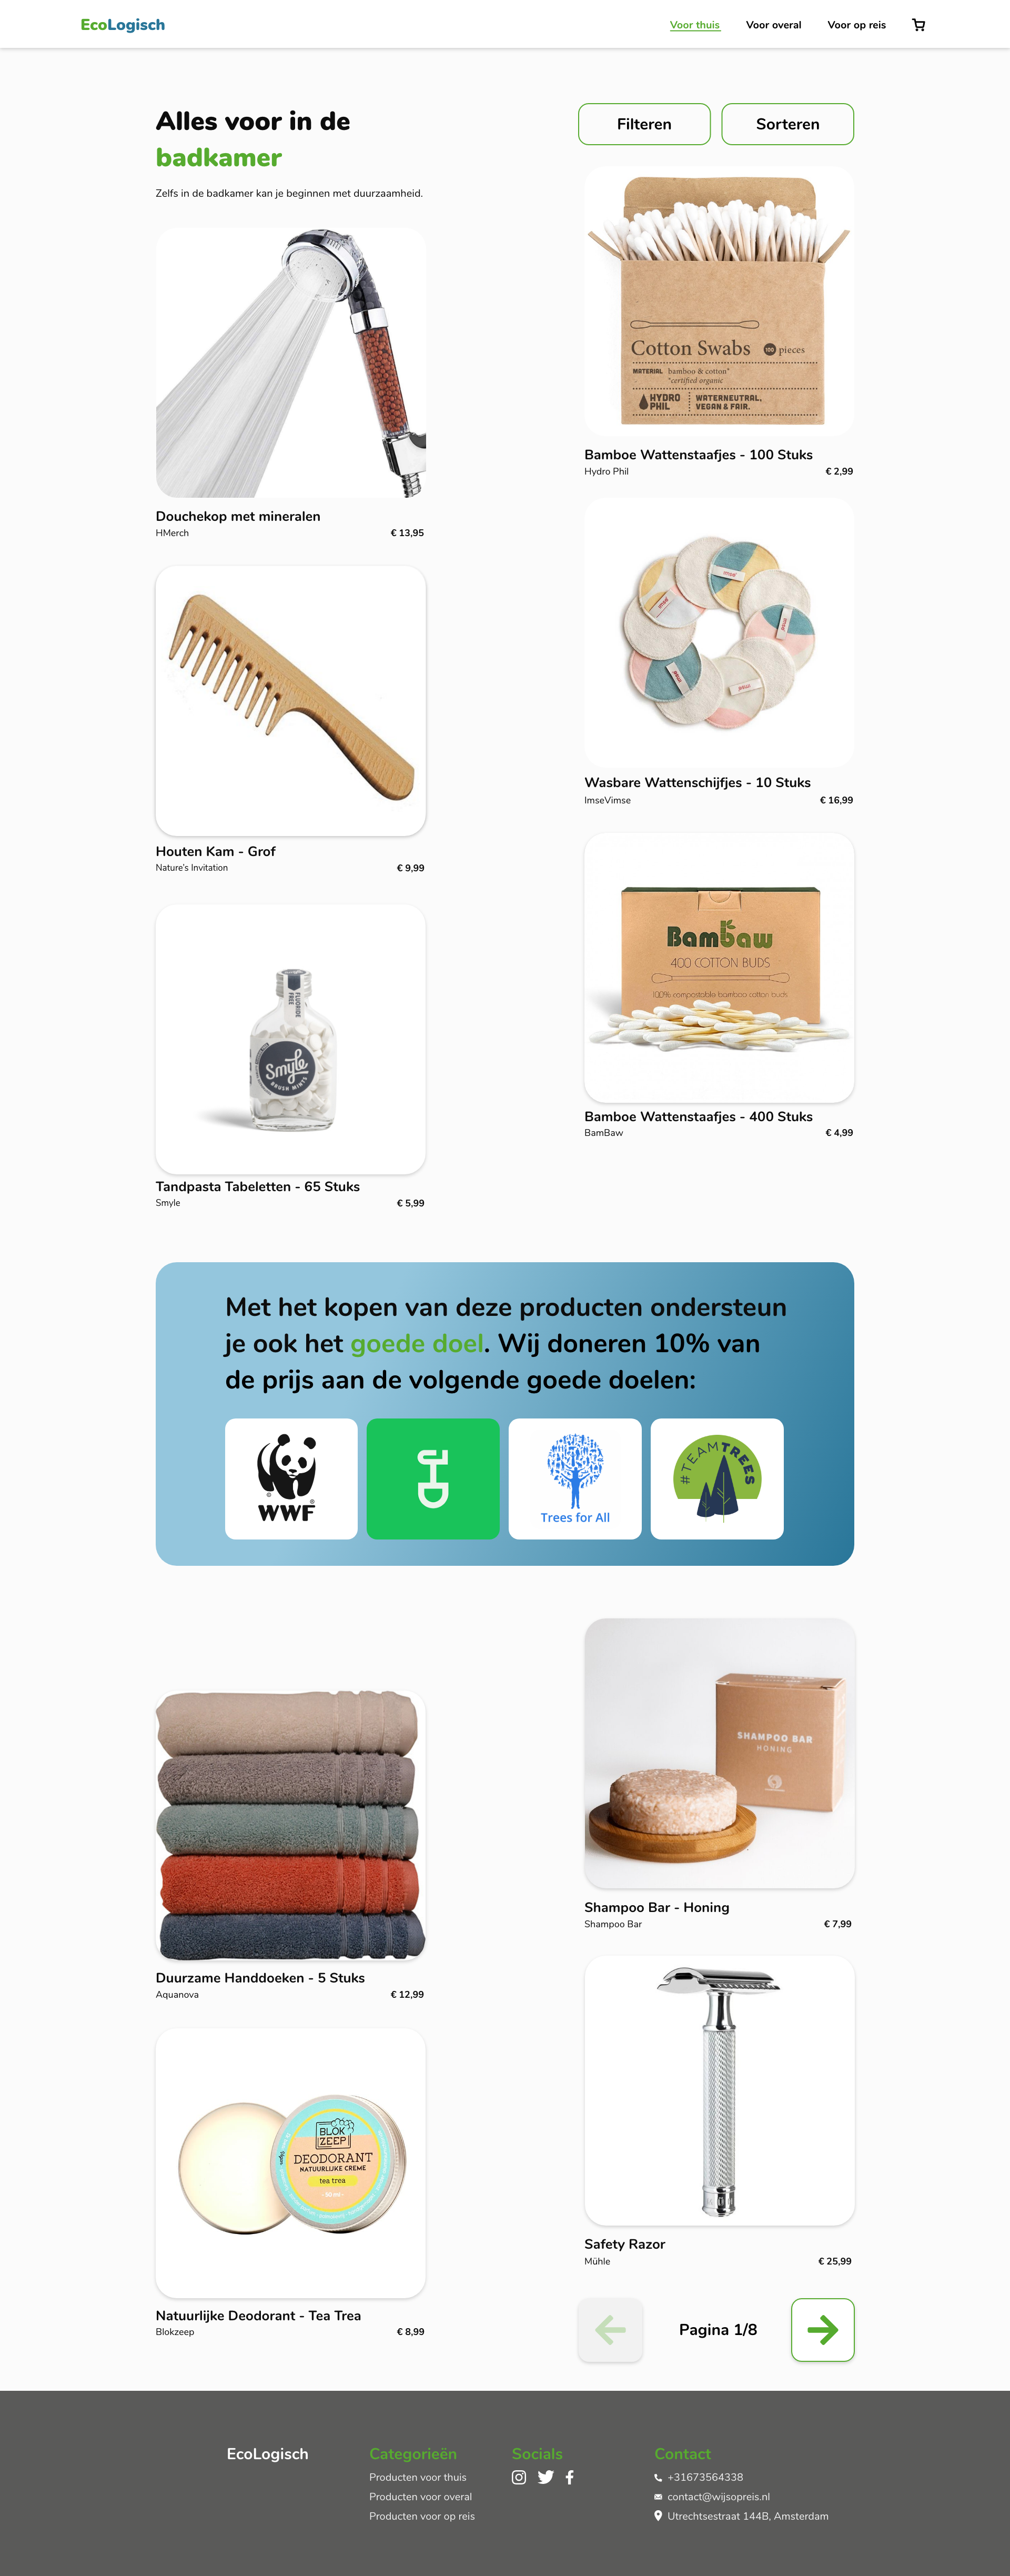 EcoLogisch
Voor thuis
Voor overal
Voor op reis
Alles voor in de
badkamer
Zelfs in de badkamer kan je beginnen met duurzaamheid.
Filteren
Sorteren
Cotton Swabs 100 pieces
MATERIAL bamboo & cotton*
*certified organic
HYDRO
PHIL
WATERNEUTRAL,
VEGAN & FAIR.
Douchekop met mineralen
HMerch
€ 13,95
Bamboe Wattenstaafjes - 100 Stuks
Hydro Phil
€ 2,99
Houten Kam - Grof
Nature's Invitation
€ 9,99
imse
Wasbare Wattenschijfjes - 10 Stuks
ImseVimse
€ 16,99
FLUORIDE
FREE
Smyle
BRUSH MINTS
Tandpasta Tabeletten - 65 Stuks
Smyle
€ 5,99
Bambaw
400 COTTON BUDS
100% compostable bamboo cotton buds
Bamboe Wattenstaafjes - 400 Stuks
BamBaw
€ 4,99
Met het kopen van deze producten ondersteun
je ook het goede doel. Wij doneren 10% van
de prijs aan de volgende goede doelen:
WWF
Trees for All
#TEAMTREES
Duurzame Handdoeken - 5 Stuks
Aquanova
€ 12,99
SHAMPOO BAR
HONING
Shampoo Bar - Honing
Shampoo Bar
€ 7,99
BLOK
ZEEP
DEODORANT
NATUURLIJKE CREME
tea trea
Natuurlijke Deodorant - Tea Trea
Blokzeep
€ 8,99
Safety Razor
Mühle
€ 25,99
Pagina 1/8
EcoLogisch
Categorieën
Producten voor thuis
Producten voor overal
Producten voor op reis
Socials
Contact
+31673564338
contact@wijsopreis.nl
Utrechtsestraat 144B, Amsterdam